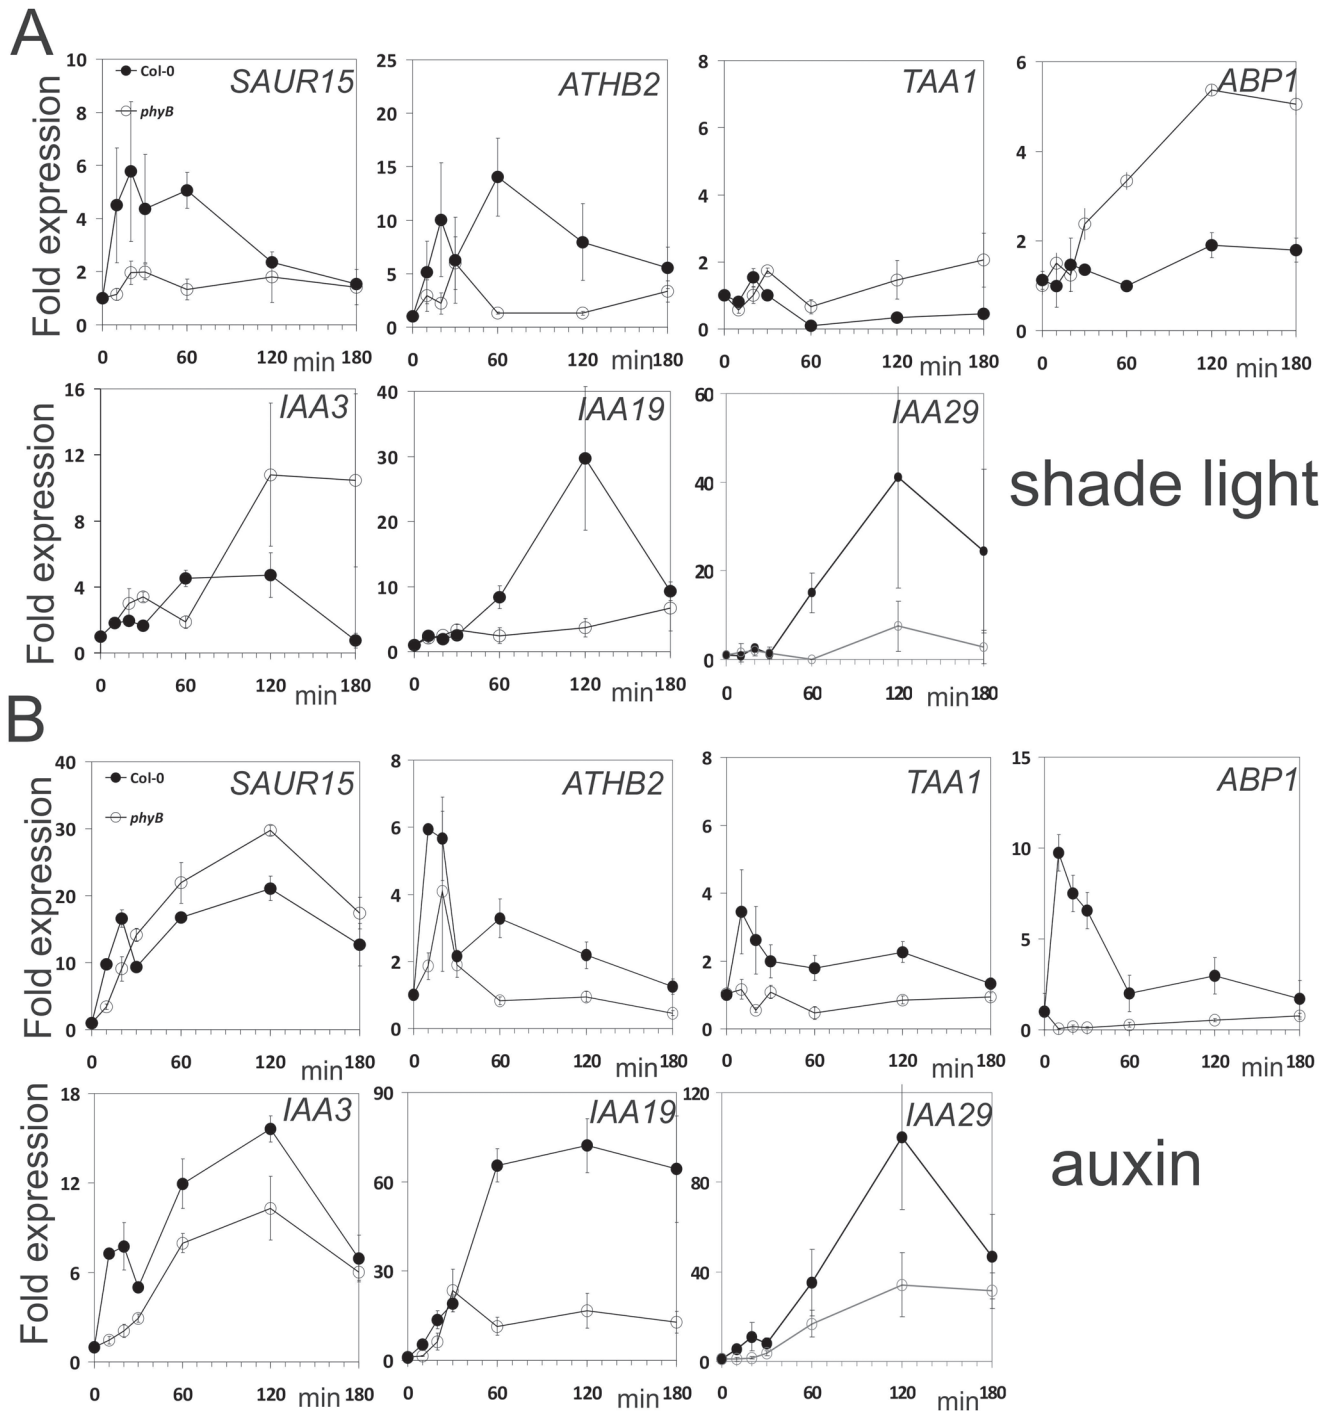 A
Fold expression
10
8
6
4
2
0
Col-0
phyB
SAUR15
0 60 120 min 180
25
20
15
10
5
0
ATHB2
0 60 120 min 180
8
6
4
2
0
TAA1
0 60 120 min 180
6
4
2
0
ABP1
0 60 120 min 180
Fold expression
16
12
8
4
0
IAA3
0 60 120 min 180
40
30
20
10
0
IAA19
0 60 120 min 180
60
40
20
0
IAA29
0 60 120 min 180
shade light
B
Fold expression
40
30
20
10
0
Col-0
phyB
SAUR15
0 60 120 min 180
8
6
4
2
0
ATHB2
0 60 120 min 180
8
6
4
2
0
TAA1
0 60 120 min 180
15
10
5
0
ABP1
0 60 120 min 180
Fold expression
18
12
6
0
IAA3
0 60 120 min 180
90
60
30
0
IAA19
0 60 120 min 180
120
80
40
0
IAA29
0 60 120 min 180
auxin